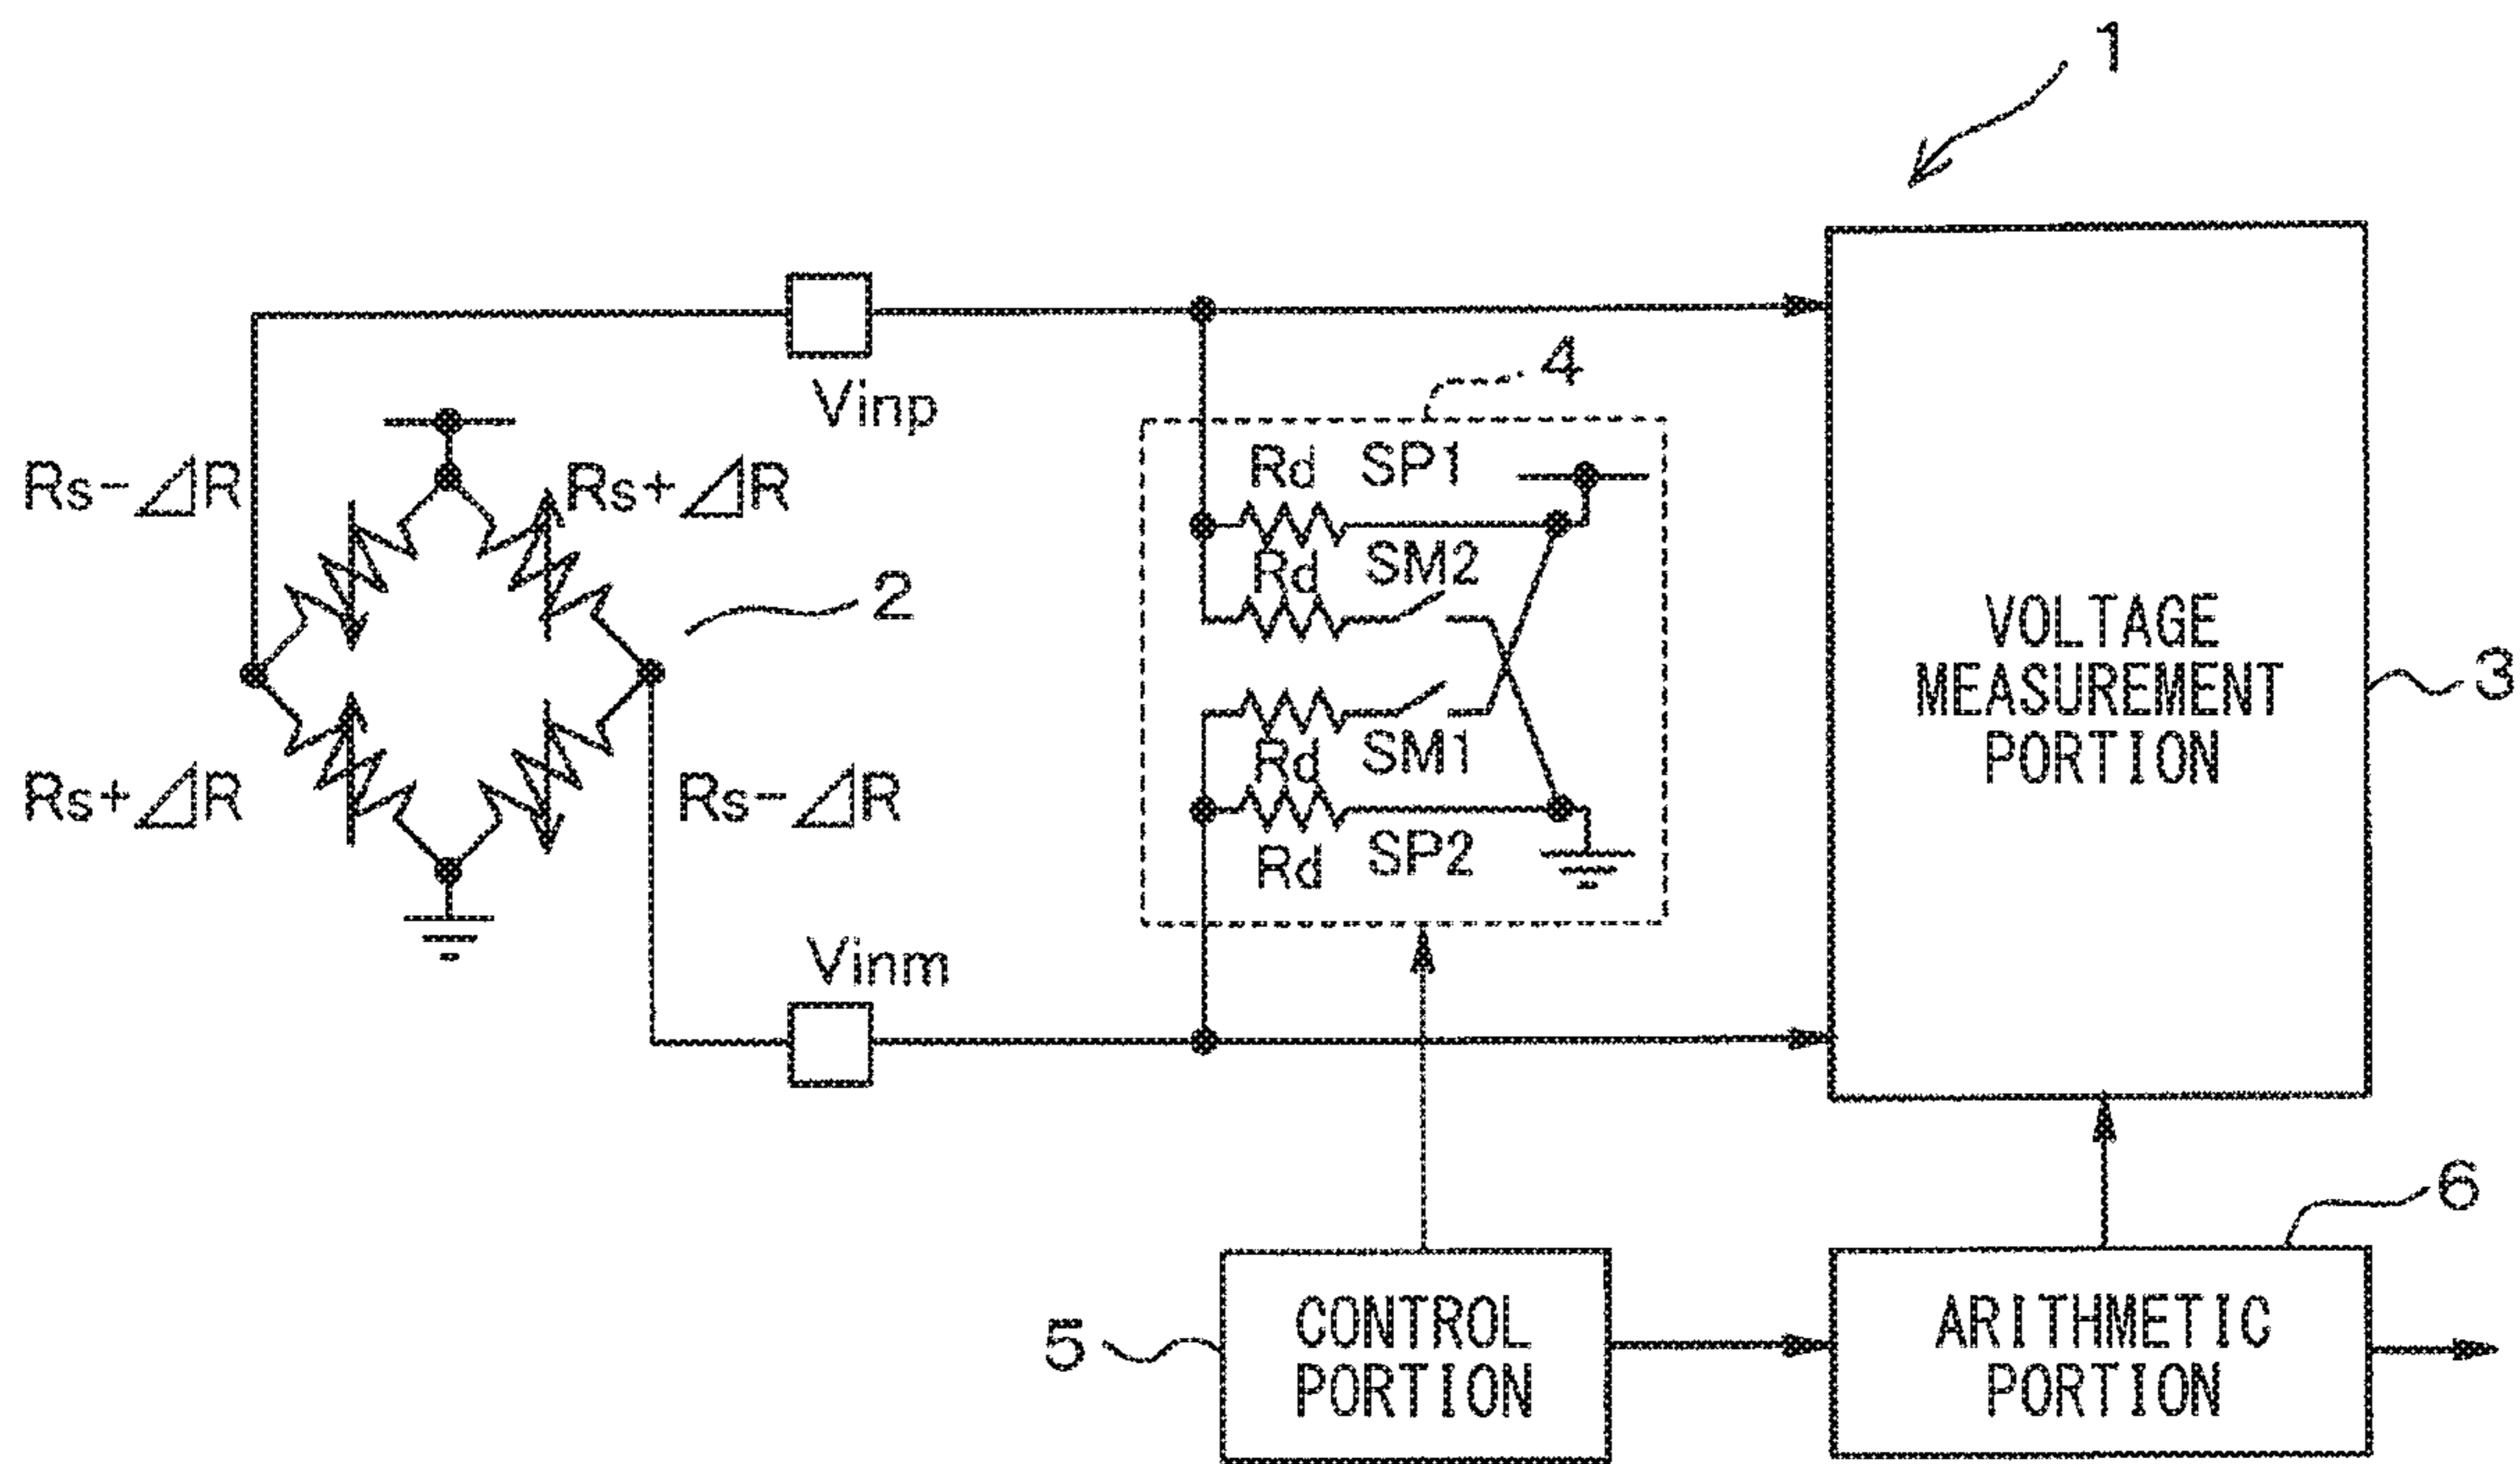 1
Vinp
4
Rs-⊿R
Rs+⊿R
Rd SP1
Rd SM2
2
VOLTAGE
MEASUREMENT
PORTION
3
Rs+⊿R
Rs-⊿R
Rd SM1
Rd SP2
Vinm
6
5
CONTROL
PORTION
ARITHMETIC
PORTION